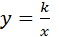 y = k/x